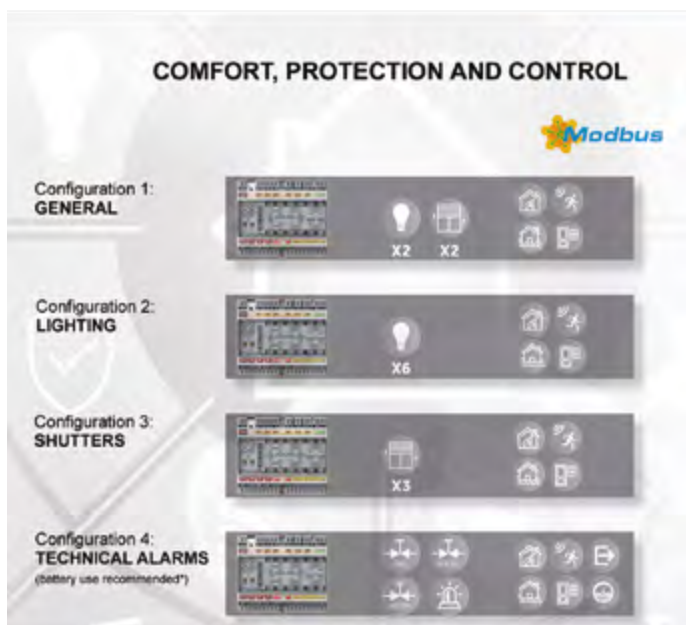 COMFORT, PROTECTION AND CONTROL
Modbus
Configuration 1:
GENERAL
X2 X2
Configuration 2:
LIGHTING
X6
Configuration 3:
SHUTTERS
X3
Configuration 4:
TECHNICAL ALARMS
(battery use recommended*)